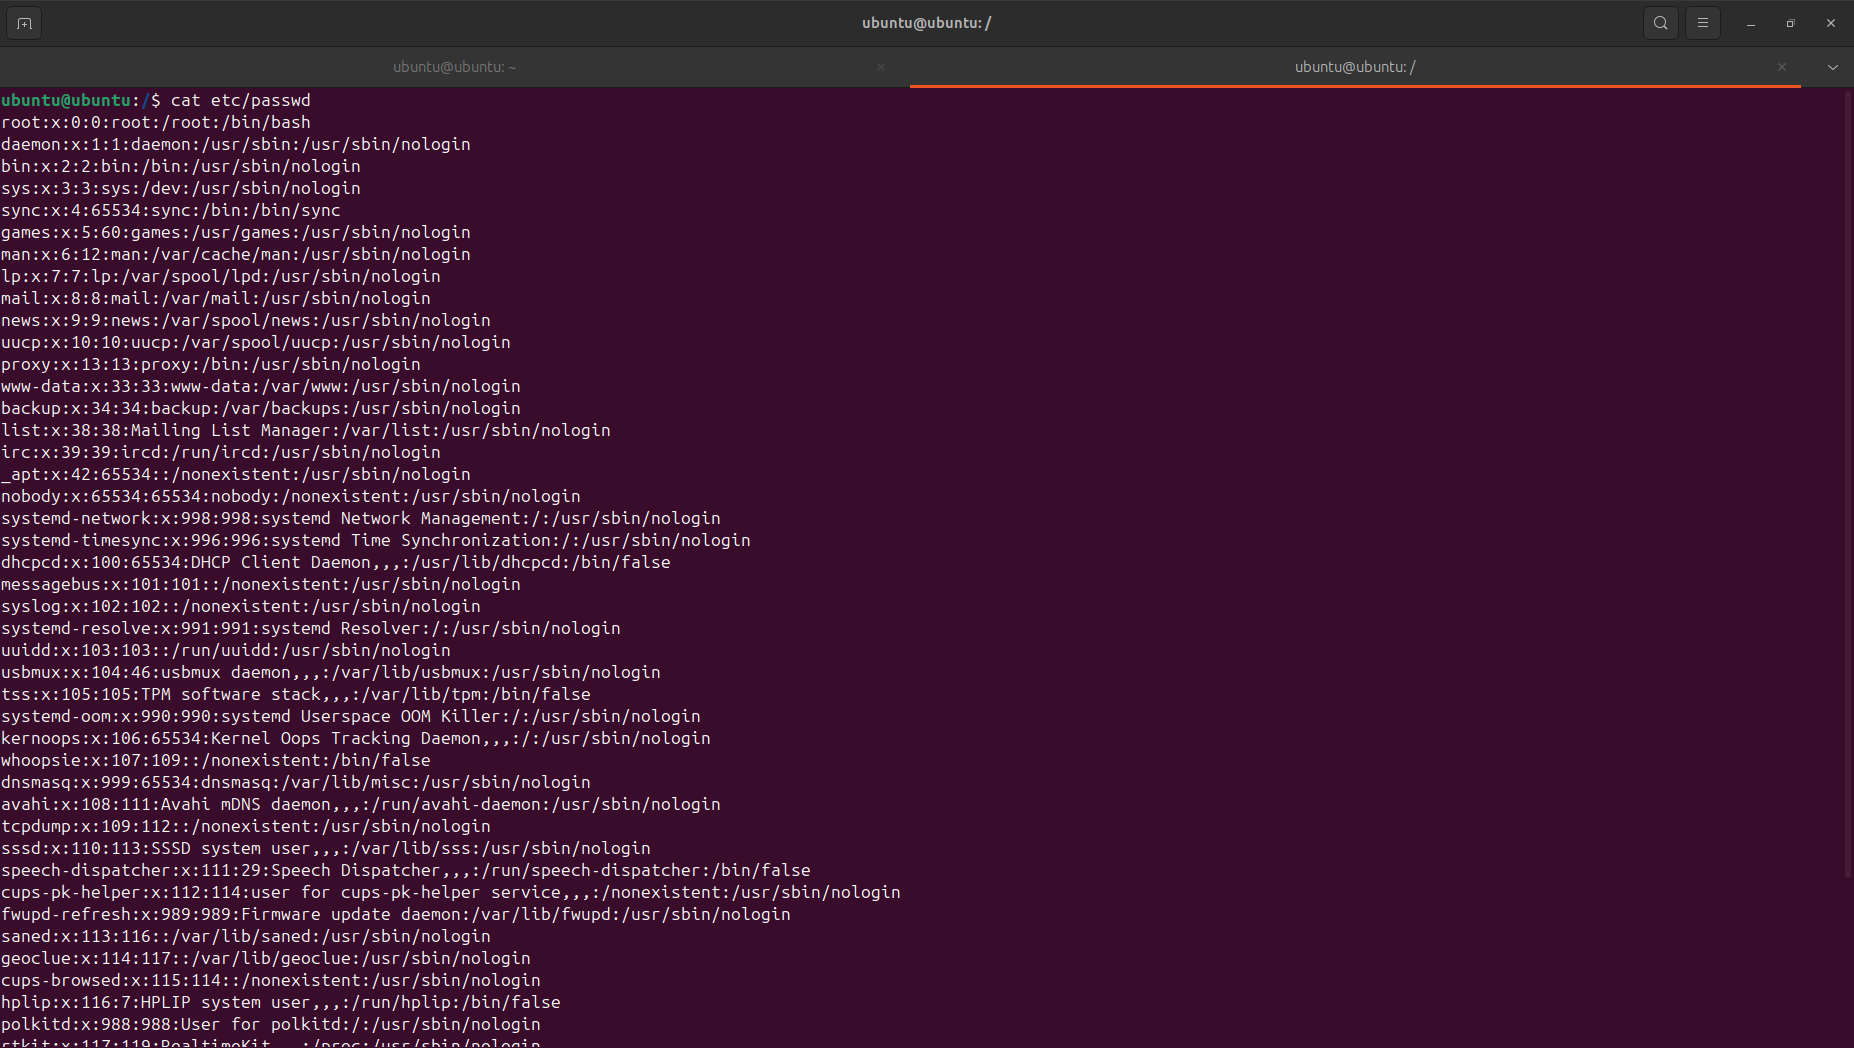 ubuntu@ubuntu: /
ubuntu@ubuntu: ~
ubuntu@ubuntu: /
ubuntu@ubuntu:/$ cat etc/passwd
root:x:0:0:root:/root:/bin/bash
daemon:x:1:1:daemon:/usr/sbin:/usr/sbin/nologin
bin:x:2:2:bin:/bin:/usr/sbin/nologin
sys:x:3:3:sys:/dev:/usr/sbin/nologin
sync:x:4:65534:sync:/bin:/bin/sync
games:x:5:60:games:/usr/games:/usr/sbin/nologin
man:x:6:12:man:/var/cache/man:/usr/sbin/nologin
lp:x:7:7:lp:/var/spool/lpd:/usr/sbin/nologin
mail:x:8:8:mail:/var/mail:/usr/sbin/nologin
news:x:9:9:news:/var/spool/news:/usr/sbin/nologin
uucp:x:10:10:uucp:/var/spool/uucp:/usr/sbin/nologin
proxy:x:13:13:proxy:/bin:/usr/sbin/nologin
www-data:x:33:33:www-data:/var/www:/usr/sbin/nologin
backup:x:34:34:backup:/var/backups:/usr/sbin/nologin
list:x:38:38:Mailing List Manager:/var/list:/usr/sbin/nologin
irc:x:39:39:ircd:/run/ircd:/usr/sbin/nologin
_apt:x:42:65534::/nonexistent:/usr/sbin/nologin
nobody:x:65534:65534:nobody:/nonexistent:/usr/sbin/nologin
systemd-network:x:998:998:systemd Network Management:/:/usr/sbin/nologin
systemd-timesync:x:996:996:systemd Time Synchronization:/:/usr/sbin/nologin
dhcpcd:x:100:65534:DHCP Client Daemon,,,:/usr/lib/dhcpcd:/bin/false
messagebus:x:101:101::/nonexistent:/usr/sbin/nologin
syslog:x:102:102::/nonexistent:/usr/sbin/nologin
systemd-resolve:x:991:991:systemd Resolver:/:/usr/sbin/nologin
uuidd:x:103:103::/run/uuidd:/usr/sbin/nologin
usbmux:x:104:46:usbmux daemon,,,:/var/lib/usbmux:/usr/sbin/nologin
tss:x:105:105:TPM software stack,,,:/var/lib/tpm:/bin/false
systemd-oom:x:990:990:systemd Userspace OOM Killer:/:/usr/sbin/nologin
kernoops:x:106:65534:Kernel Oops Tracking Daemon,,,:/:/usr/sbin/nologin
whoopsie:x:107:109::/nonexistent:/bin/false
dnsmasq:x:999:65534:dnsmasq:/var/lib/misc:/usr/sbin/nologin
avahi:x:108:111:Avahi mDNS daemon,,,:/run/avahi-daemon:/usr/sbin/nologin
tcpdump:x:109:112::/nonexistent:/usr/sbin/nologin
sssd:x:110:113:SSSD system user,,,:/var/lib/sss:/usr/sbin/nologin
speech-dispatcher:x:111:29:Speech Dispatcher,,,:/run/speech-dispatcher:/bin/false
cups-pk-helper:x:112:114:user for cups-pk-helper service,,,:/nonexistent:/usr/sbin/nologin
fwupd-refresh:x:989:989:Firmware update daemon:/var/lib/fwupd:/usr/sbin/nologin
saned:x:113:116::/var/lib/saned:/usr/sbin/nologin
geoclue:x:114:117::/var/lib/geoclue:/usr/sbin/nologin
cups-browsed:x:115:114::/nonexistent:/usr/sbin/nologin
hplip:x:116:7:HPLIP system user,,,:/run/hplip:/bin/false
polkitd:x:988:988:User for polkitd:/:/usr/sbin/nologin
rtkit:x:117:119:RealtimeKit,,,:/proc:/usr/sbin/nologin